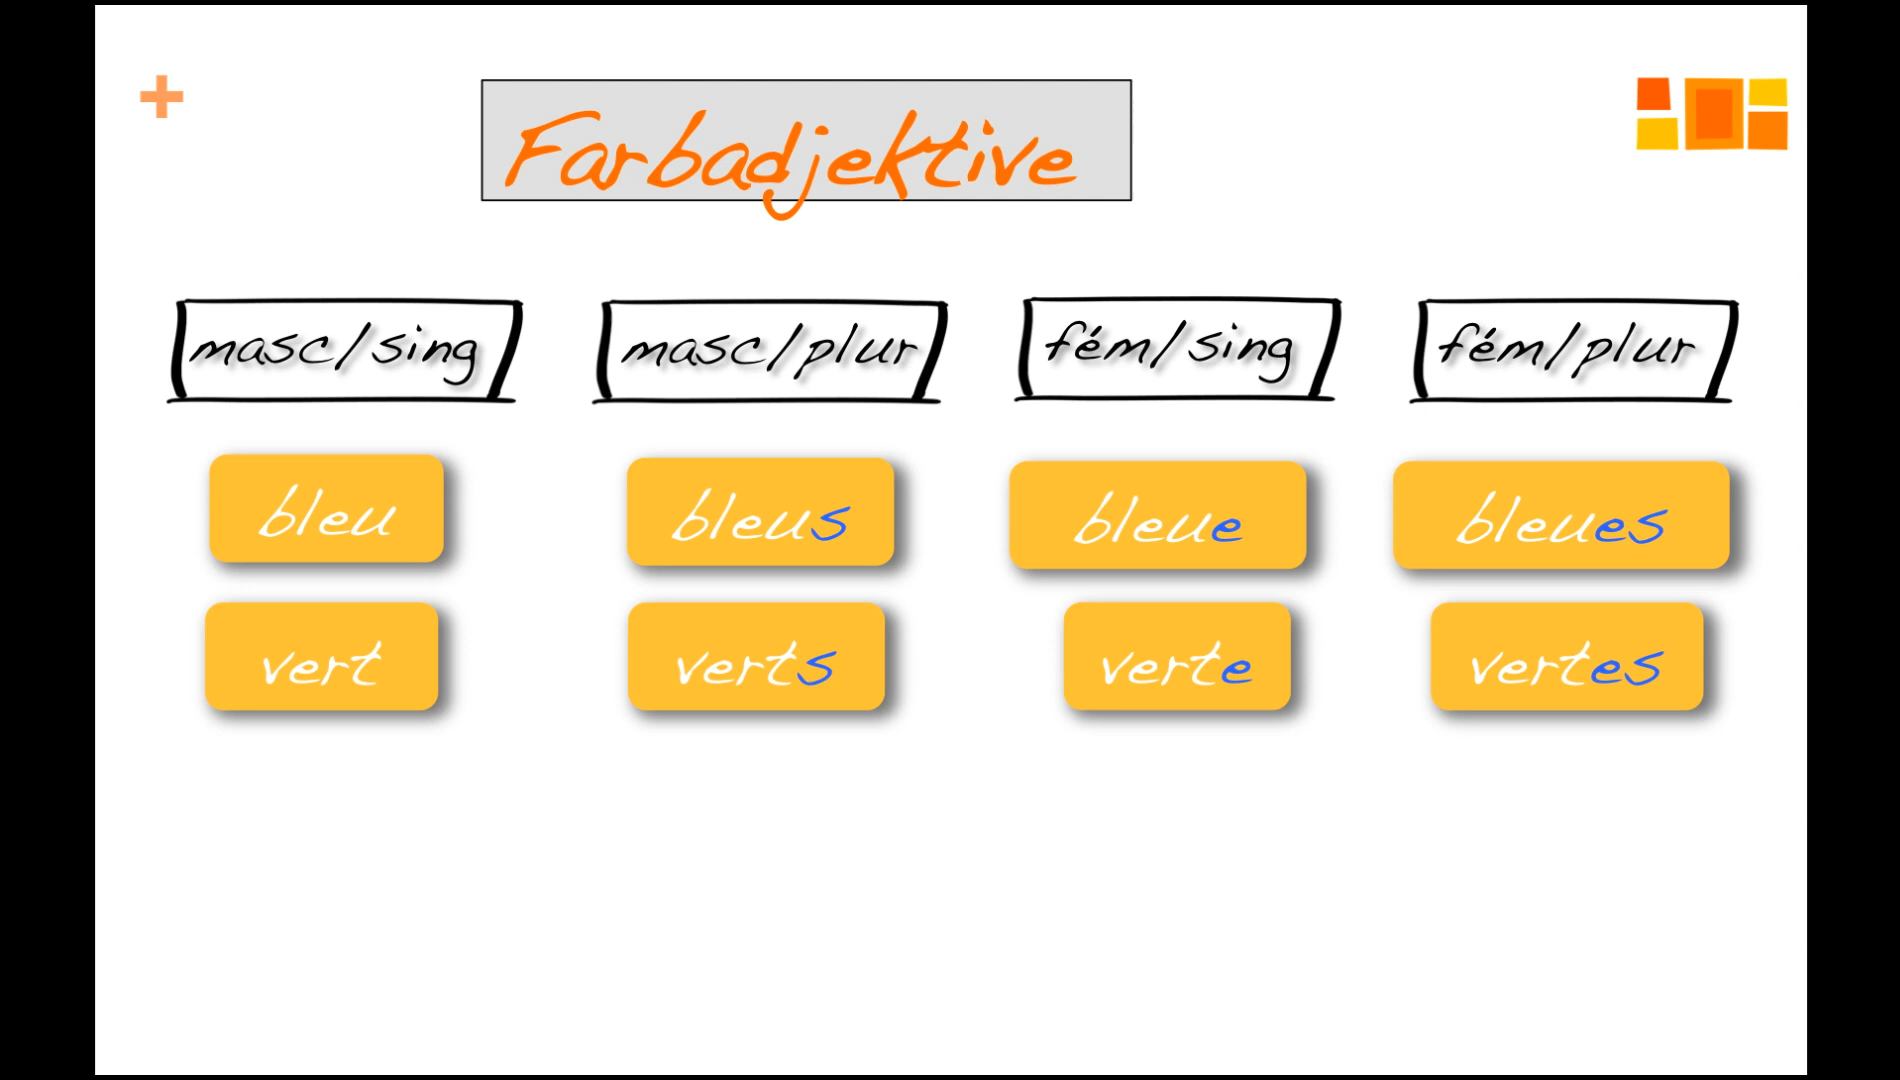 Farbadjektive
masc/sing masc/plur fém/sing fém/plur
bleu bleus bleue bleues
vert verts verte vertes